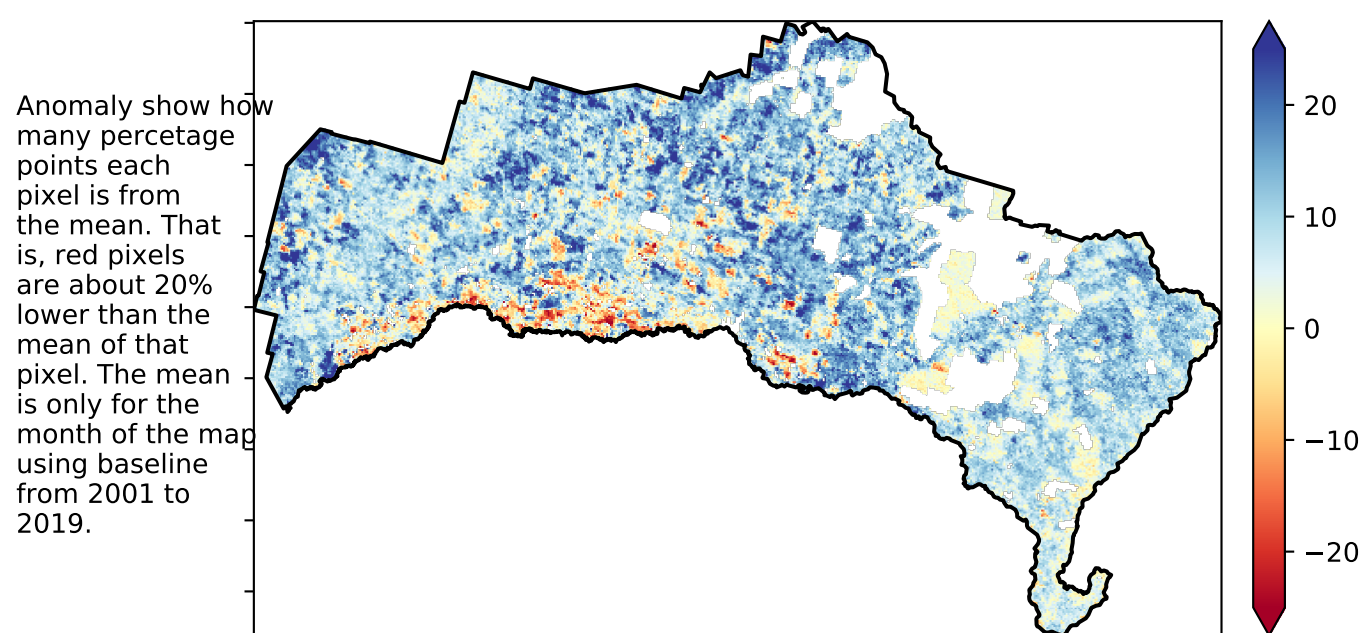 Anomaly show how
many percetage
points each
pixel is from
the mean. That
is, red pixels
are about 20%
lower than the
mean of that
pixel. The mean
is only for the
month of the map
using baseline
from 2001 to
2019.
20
10
0
−10
−20